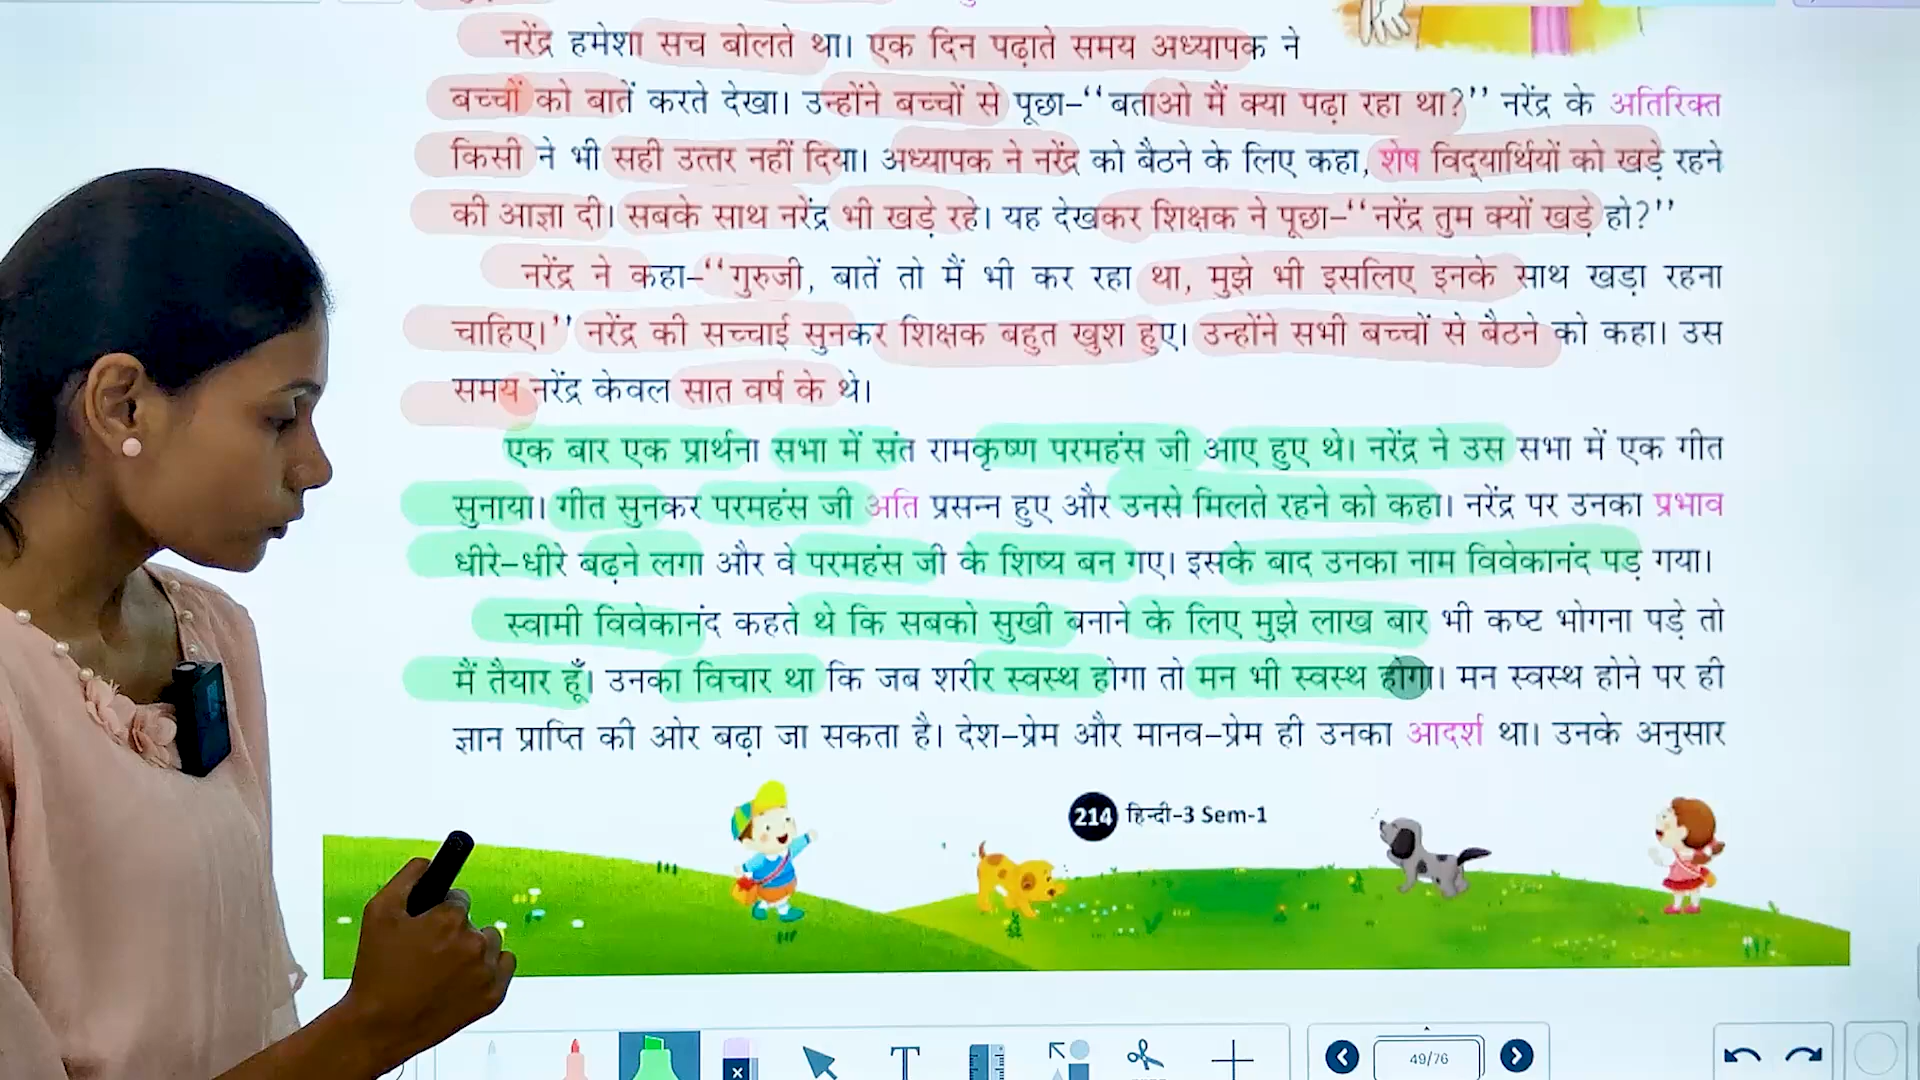 नरेंद्र हमेशा सच बोलते था। एक दिन पढ़ाते समय अध्यापक ने
बच्चों को बातें करते देखा। उन्होंने बच्चों से पूछा–‘‘बताओ मैं क्या पढ़ा रहा था?’’ नरेंद्र के अतिरिक्त
किसी ने भी सही उत्तर नहीं दिया। अध्यापक ने नरेंद्र को बैठने के लिए कहा, शेष विद्यार्थियों को खड़े रहने
की आज्ञा दी। सबके साथ नरेंद्र भी खड़े रहे। यह देखकर शिक्षक ने पूछा–‘‘नरेंद्र तुम क्यों खड़े हो?’’
नरेंद्र ने कहा–‘‘गुरुजी, बातें तो मैं भी कर रहा था, मुझे भी इसलिए इनके साथ खड़ा रहना
चाहिए।’’ नरेंद्र की सच्चाई सुनकर शिक्षक बहुत खुश हुए। उन्होंने सभी बच्चों से बैठने को कहा। उस
समय नरेंद्र केवल सात वर्ष के थे।
एक बार एक प्रार्थना सभा में संत रामकृष्ण परमहंस जी आए हुए थे। नरेंद्र ने उस सभा में एक गीत
सुनाया। गीत सुनकर परमहंस जी अति प्रसन्न हुए और उनसे मिलते रहने को कहा। नरेंद्र पर उनका प्रभाव
धीरे–धीरे बढ़ने लगा और वे परमहंस जी के शिष्य बन गए। इसके बाद उनका नाम विवेकानंद पड़ गया।
स्वामी विवेकानंद कहते थे कि सबको सुखी बनाने के लिए मुझे लाख बार भी कष्ट भोगना पड़े तो
मैं तैयार हूँ। उनका विचार था कि जब शरीर स्वस्थ होगा तो मन भी स्वस्थ होगा। मन स्वस्थ होने पर ही
ज्ञान प्राप्ति की ओर बढ़ा जा सकता है। देश–प्रेम और मानव–प्रेम ही उनका आदर्श था। उनके अनुसार
214 हिन्दी-3 Sem-1
49/76